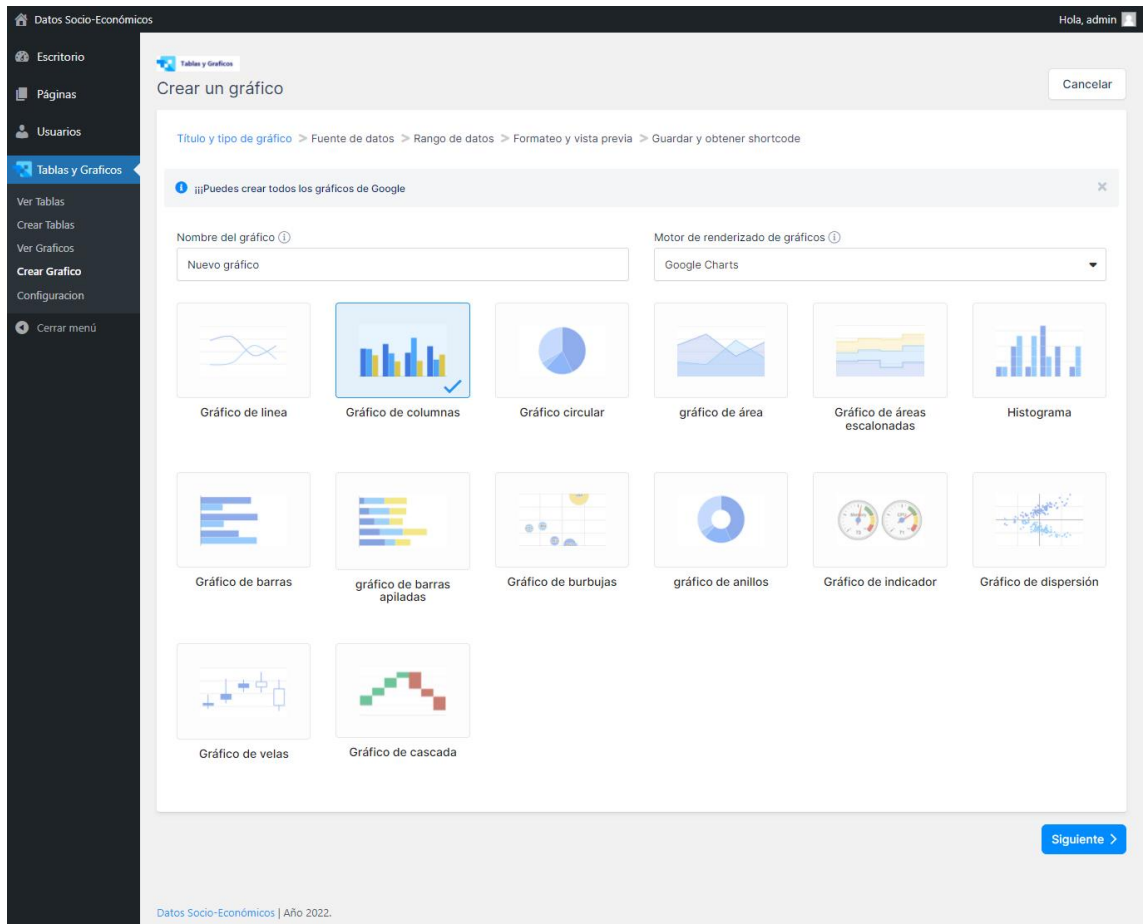 Datos Socio-Económicos
Hola, admin
Escritorio
Páginas
Usuarios
Tablas y Graficos
Ver Tablas
Crear Tablas
Ver Graficos
Crear Grafico
Configuracion
Cerrar menú
Tablas y Graficos
Crear un gráfico
Cancelar
Título y tipo de gráfico > Fuente de datos > Rango de datos > Formateo y vista previa > Guardar y obtener shortcode
¡¡¡Puedes crear todos los gráficos de Google
Nombre del gráfico
Motor de renderizado de gráficos
Nuevo gráfico
Google Charts
Gráfico de línea
Gráfico de columnas
Gráfico circular
gráfico de área
Gráfico de áreas
escalonadas
Histograma
Gráfico de barras
gráfico de barras
apiladas
Gráfico de burbujas
gráfico de anillos
Memory
CPU
Gráfico de indicador
Gráfico de dispersión
Gráfico de velas
Gráfico de cascada
Siguiente >
Datos Socio-Económicos | Año 2022.